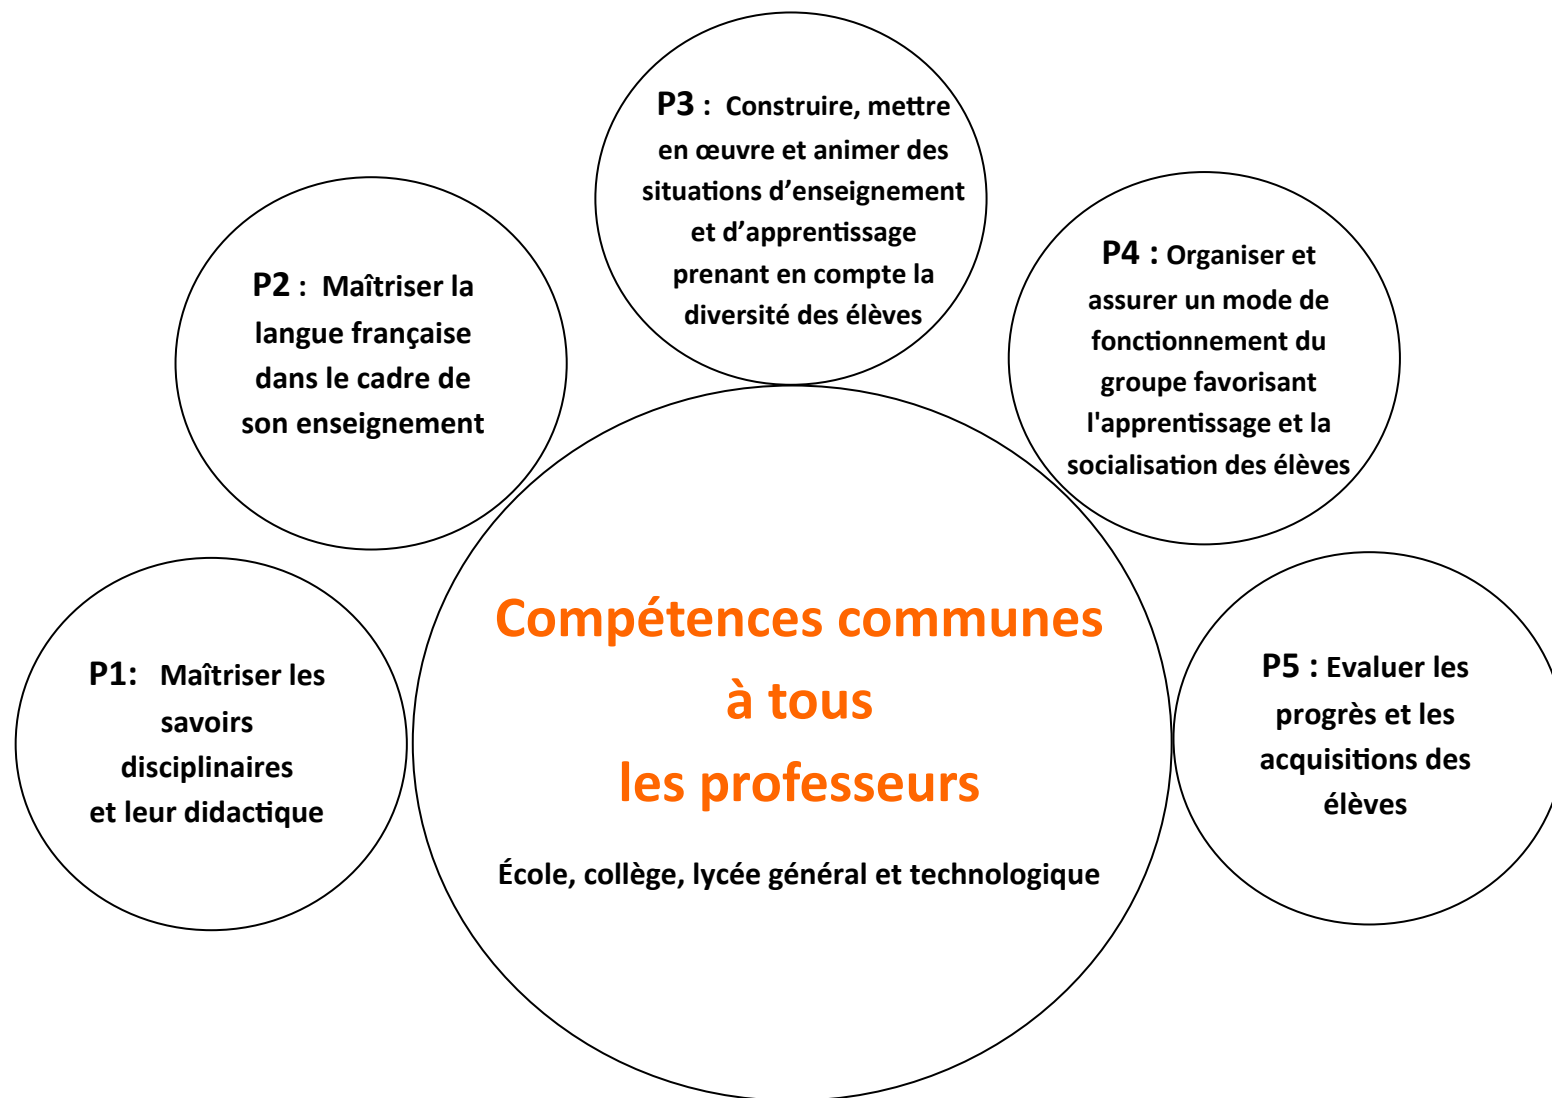 P3 : Construire, mettre
en œuvre et animer des
situations d’enseignement
et d’apprentissage
prenant en compte la
diversité des élèves
P2 : Maîtriser la
langue française
dans le cadre de
son enseignement
P4 : Organiser et
assurer un mode de
fonctionnement du
groupe favorisant
l'apprentissage et la
socialisation des élèves
P1: Maîtriser les
savoirs
disciplinaires
et leur didactique
Compétences communes
à tous
les professeurs
École, collège, lycée général et technologique
P5 : Evaluer les
progrès et les
acquisitions des
élèves